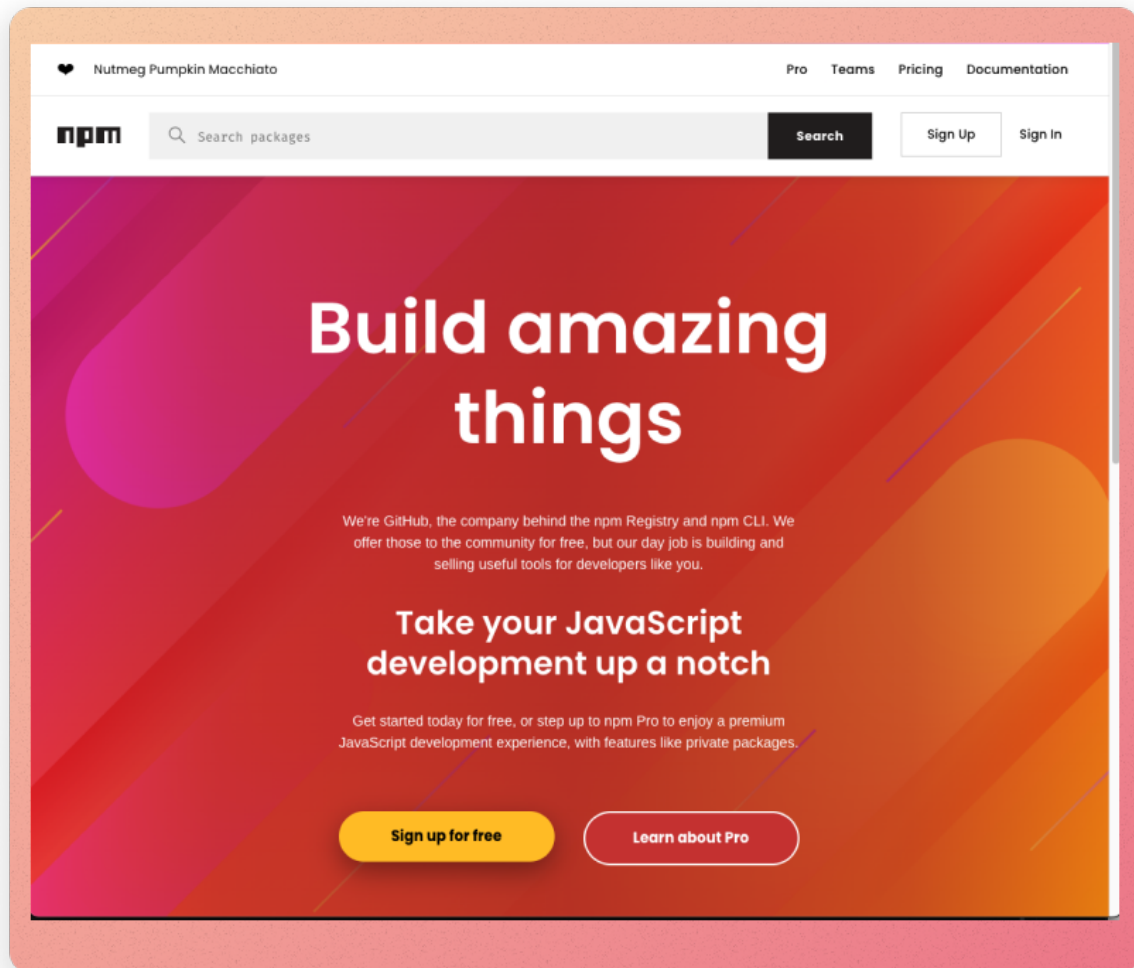 Nutmeg Pumpkin Macchiato
Pro Teams Pricing Documentation
npm
Search packages
Search
Sign Up
Sign In
Build amazing
things
We're GitHub, the company behind the npm Registry and npm CLI. We
offer those to the community for free, but our day job is building and
selling useful tools for developers like you.
Take your JavaScript
development up a notch
Get started today for free, or step up to npm Pro to enjoy a premium
JavaScript development experience, with features like private packages.
Sign up for free
Learn about Pro